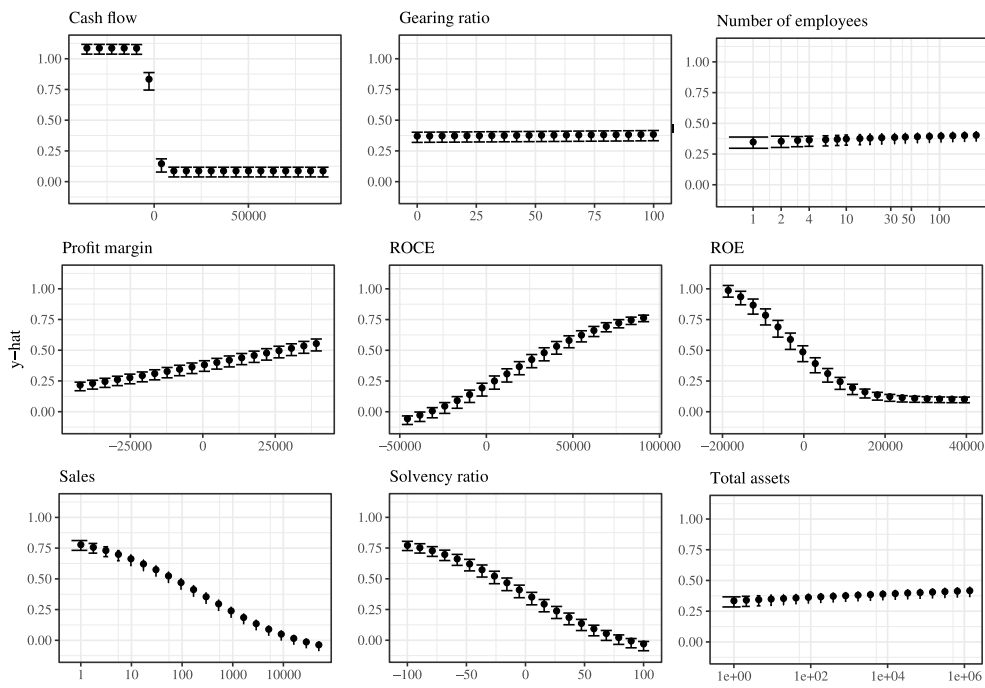 Cash flow
1.00
0.75
0.50
0.25
0.00
0 50000
Gearing ratio
1.00
0.75
0.50
0.25
0.00
0 25 50 75 100
Number of employees
1.00
0.75
0.50
0.25
0.00
1 2 4 10 30 50 100
y−hat
Profit margin
1.00
0.75
0.50
0.25
0.00
−25000 0 25000
ROCE
1.00
0.75
0.50
0.25
0.00
−50000 0 50000 100000
ROE
1.00
0.75
0.50
0.25
0.00
−20000 0 20000 40000
Sales
1.00
0.75
0.50
0.25
0.00
1 10 100 1000 10000
Solvency ratio
1.00
0.75
0.50
0.25
0.00
−100 −50 0 50 100
Total assets
1.00
0.75
0.50
0.25
0.00
1e+00 1e+02 1e+04 1e+06